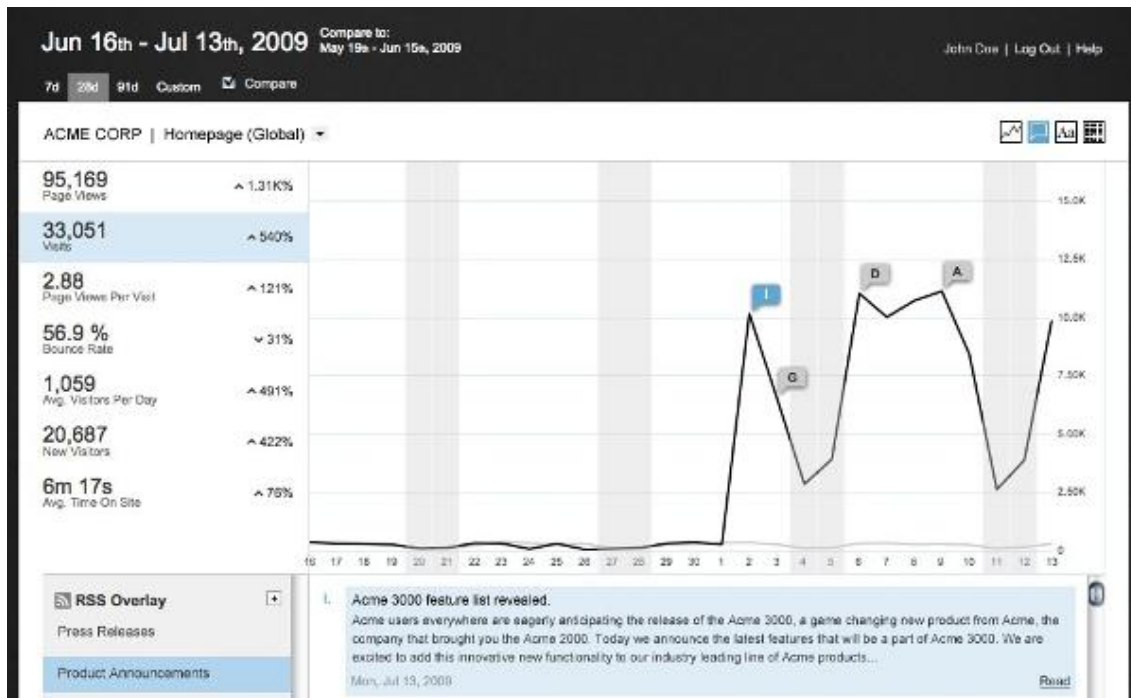 Jun 16th - Jul 13th, 2009
Compare to:
May 19th - Jun 15th, 2009
John Doe | Log Out | Help
7d 28d 91d Custom Compare
ACME CORP | Homepage (Global)
Aa
95,169
Page Views
1.31K%
33,051
Visits
540%
2.88
Page Views Per Visit
121%
56.9 %
Bounce Rate
31%
1,059
Avg. Visitors Per Day
491%
20,687
New Visitors
422%
6m 17s
Avg. Time On Site
76%
15.0K
12.5K
10.0K
7.50K
5.00K
2.50K
0
I
G
D
A
16 17 18 19 20 21 22 23 24 25 26 27 28 29 30 1 2 3 4 5 6 7 8 9 10 11 12 13
RSS Overlay
Press Releases
Product Announcements
I. Acme 3000 feature list revealed.
Acme users everywhere are eagerly anticipating the release of the Acme 3000, a game changing new product from Acme, the
company that brought you the Acme 2000. Today we announce the latest features that will be a part of Acme 3000. We are
excited to add this innovative new functionality to our industry leading line of Acme products...
Mon, Jul 13, 2009
Read